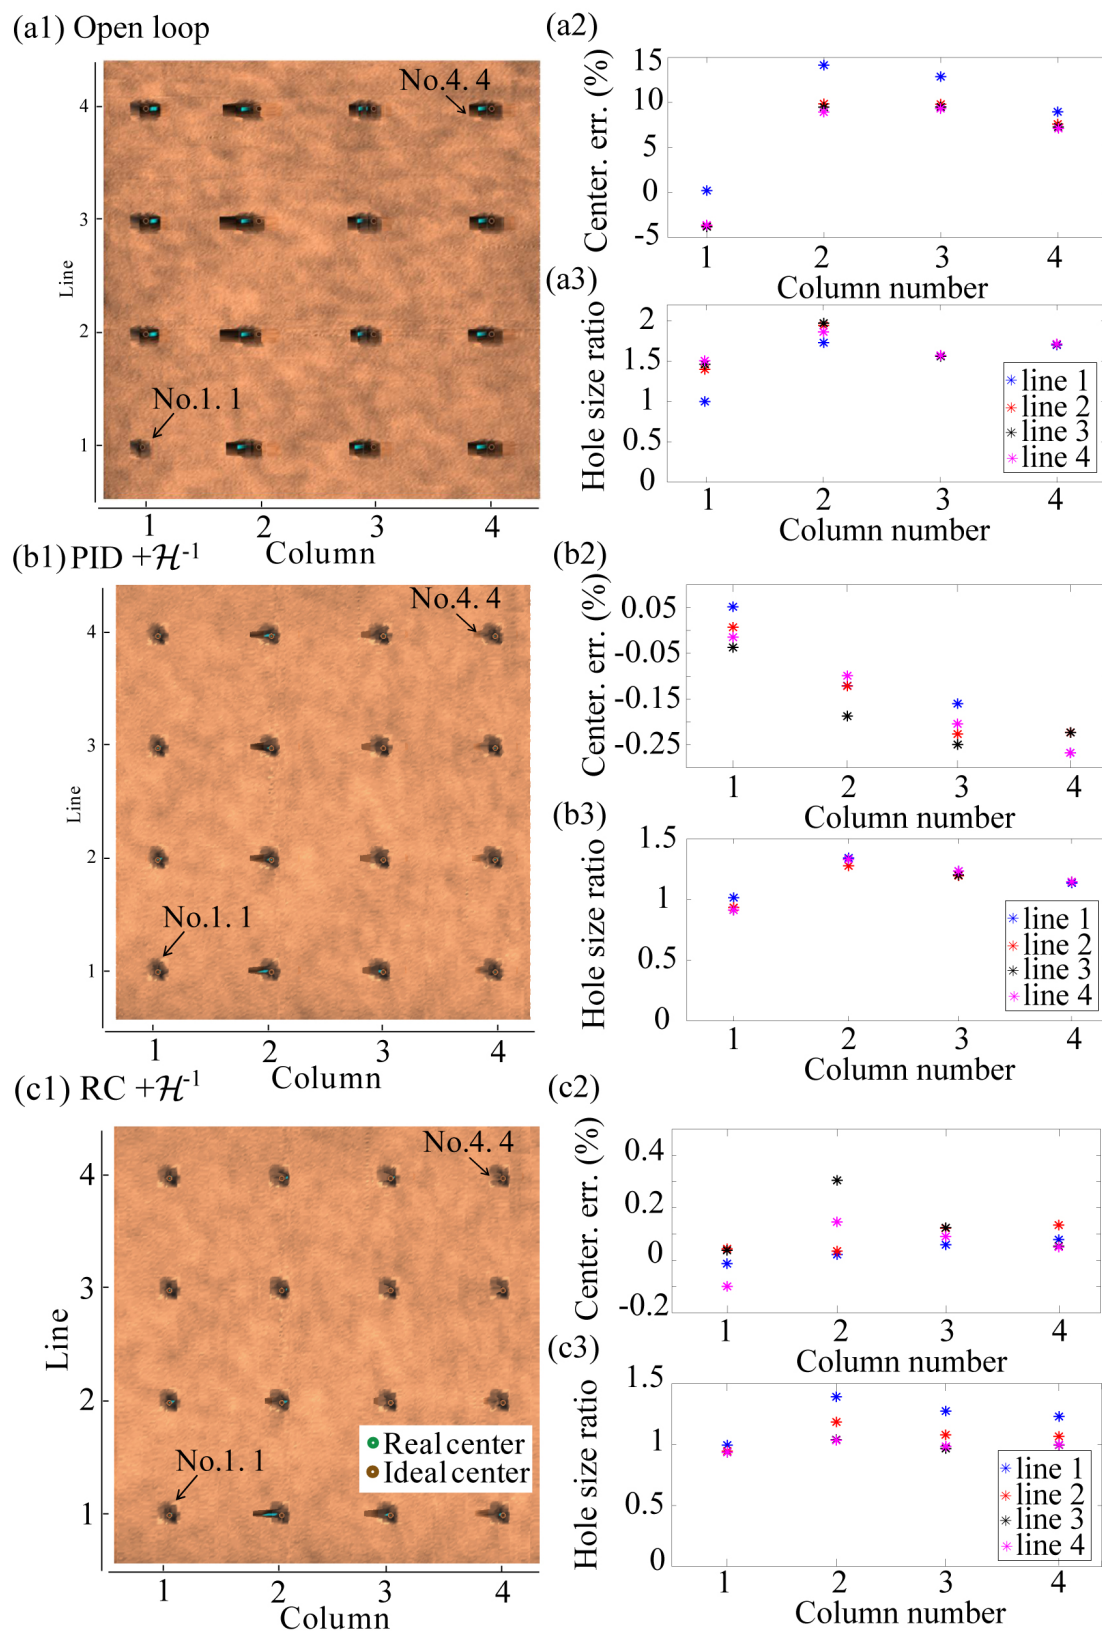 (a1) Open loop
No.4. 4
4
3
Line
2
No.1. 1
1
1 2 3 4
Column
(a2)
Center. err. (%)
15
10
5
0
-5
1 2 3 4
Column number
(a3)
Hole size ratio
2
1.5
1
0.5
0
line 1
line 2
line 3
line 4
1 2 3 4
Column number
(b1) PID +ℋ-1
No.4. 4
4
3
Line
2
No.1. 1
1
1 2 3 4
Column
(b2)
Center. err. (%)
0.05
-0.05
-0.15
-0.25
1 2 3 4
Column number
(b3)
Hole size ratio
1.5
1
0.5
0
line 1
line 2
line 3
line 4
1 2 3 4
Column number
(c1) RC +ℋ-1
No.4. 4
4
3
Line
2
Real center
Ideal center
No.1. 1
1
1 2 3 4
Column
(c2)
Center. err. (%)
0.4
0.2
0
-0.2
1 2 3 4
Column number
(c3)
Hole size ratio
1.5
1
0.5
0
line 1
line 2
line 3
line 4
1 2 3 4
Column number